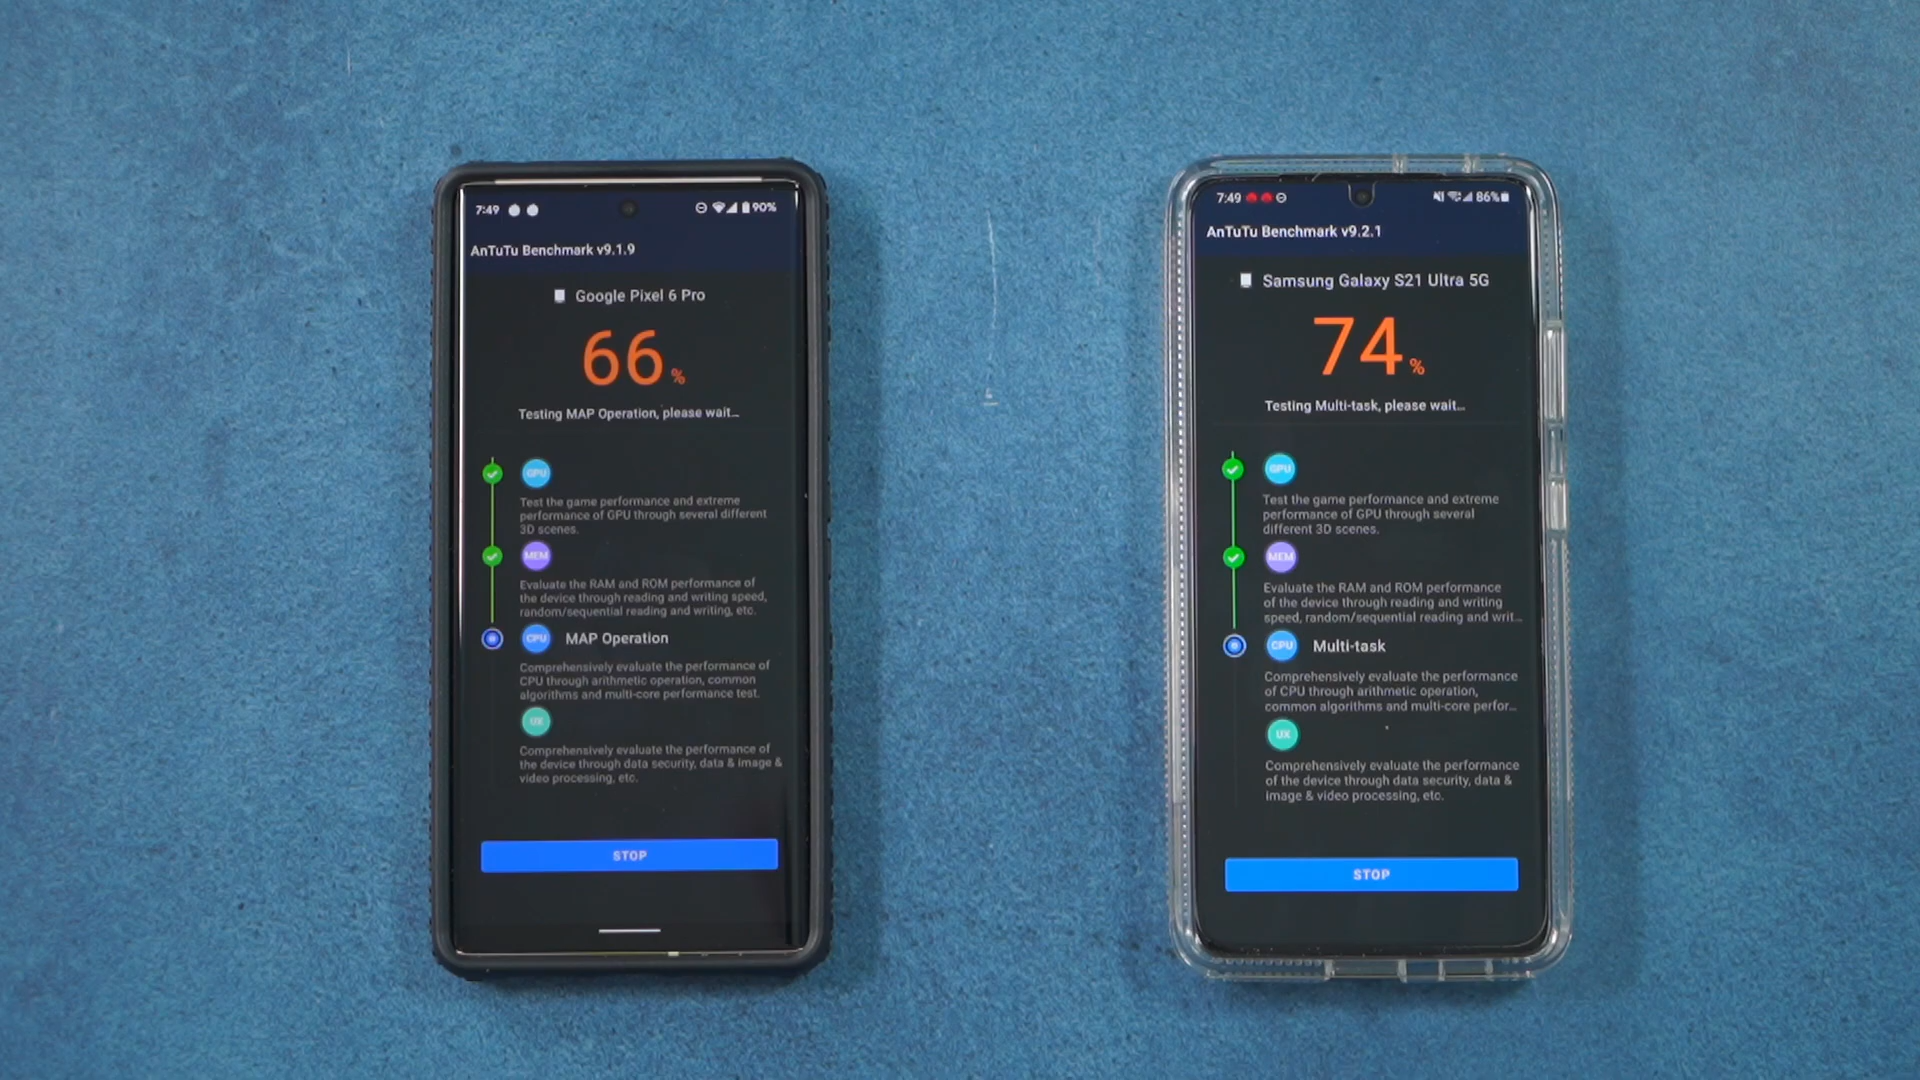 7:49
90%
AnTuTu Benchmark v9.1.9
Google Pixel 6 Pro
66%
Testing MAP Operation, please wait...
GPU
Test the game performance and extreme
performance of GPU through several different
3D scenes.
MEM
Evaluate the RAM and ROM performance of
the device through reading and writing speed,
random/sequential reading and writing, etc.
CPU MAP Operation
Comprehensively evaluate the performance of
CPU through arithmetic operation, common
algorithms and multi-core performance test.
UX
Comprehensively evaluate the performance of
the device through data security, data & image &
video processing, etc.
STOP
7:49
86%
AnTuTu Benchmark v9.2.1
Samsung Galaxy S21 Ultra 5G
74%
Testing Multi-task, please wait...
GPU
Test the game performance and extreme
performance of GPU through several
different 3D scenes.
MEM
Evaluate the RAM and ROM performance
of the device through reading and writing
speed, random/sequential reading and writ...
CPU Multi-task
Comprehensively evaluate the performance
of CPU through arithmetic operation,
common algorithms and multi-core perfor...
UX
Comprehensively evaluate the performance
of the device through data security, data &
image & video processing, etc.
STOP